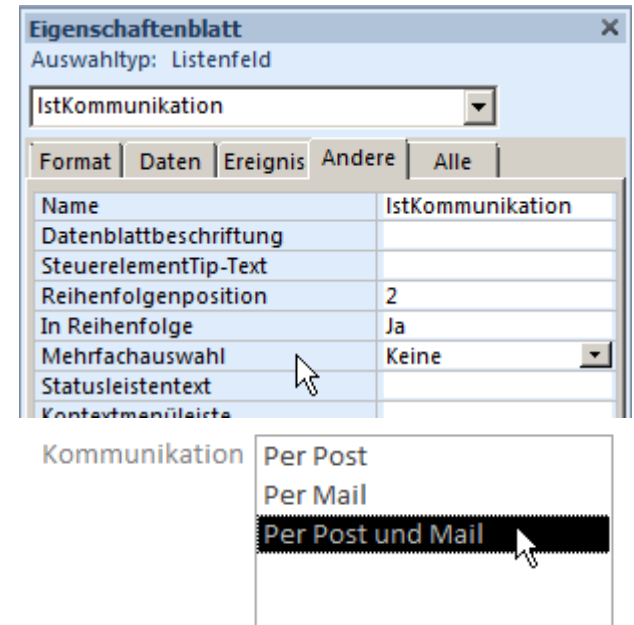 Eigenschaftenblatt
Auswahltyp: Listenfeld
lstKommunikation
Format Daten Ereignis Andere Alle
Name lstKommunikation
Datenblattbeschriftung
SteuerelementTip-Text
Reihenfolgenposition 2
In Reihenfolge Ja
Mehrfachauswahl Keine
Statusleistentext
Kontextmenüleiste
Kommunikation Per Post
Per Mail
Per Post und Mail